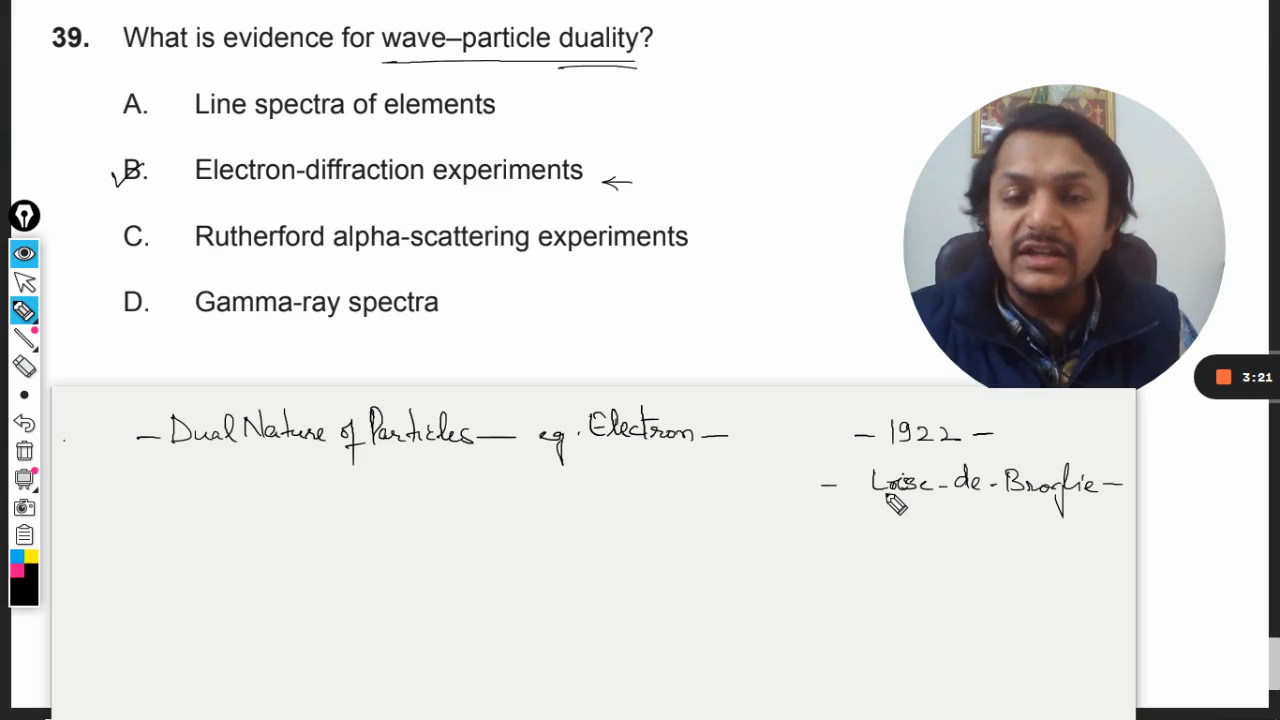 39. What is evidence for wave–particle duality?
A. Line spectra of elements
B. Electron-diffraction experiments
C. Rutherford alpha-scattering experiments
D. Gamma-ray spectra
3:21
– Dual Nature of Particles — eg. Electron – – 1922 –
– de-Broglie –